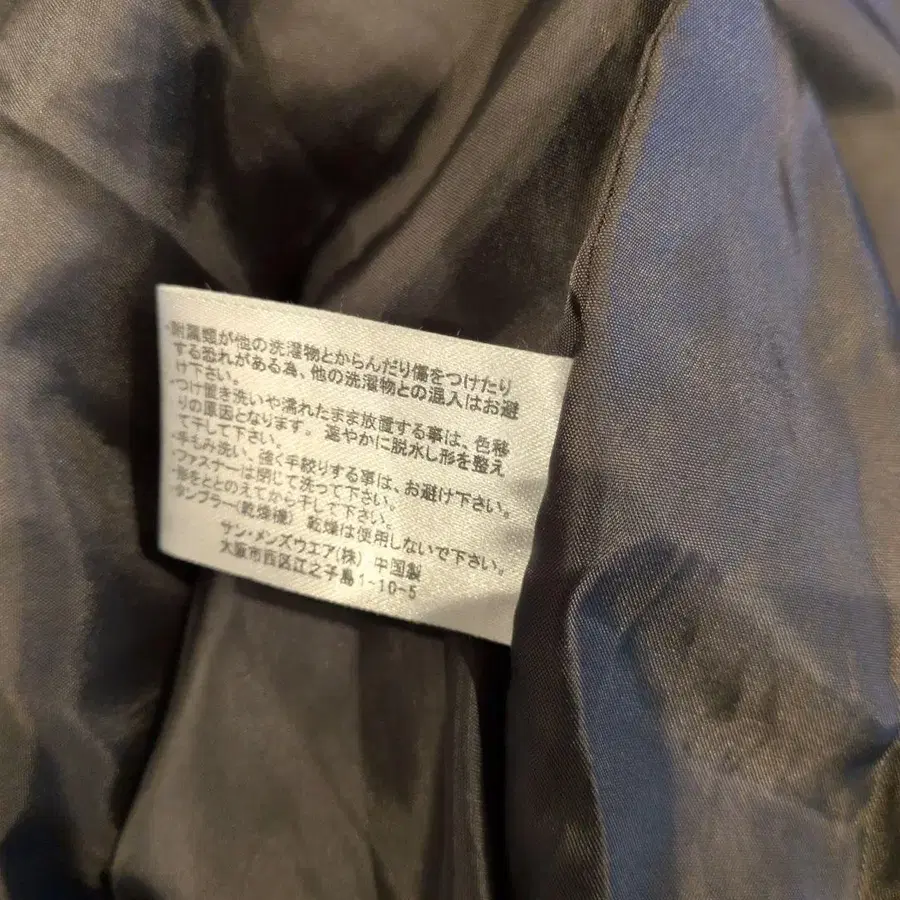 ・附属類が他の洗濯物とからんだり傷をつけたり
する恐れがある為、他の洗濯物との混入はお避
け下さい。
・つけ置き洗いや濡れたまま放置する事は、色移
りの原因となります。速やかに脱水し形を整え
て干して下さい。
・手もみ洗い、強く手絞りする事は、お避け下さい。
・ファスナーは閉じて洗って下さい。
・形をととのえてから干して下さい。
・タンブラー(乾燥機) 乾燥は使用しないで下さい。
サン・メンズウエア(株) 中国製
大阪市西区江之子島1-10-5